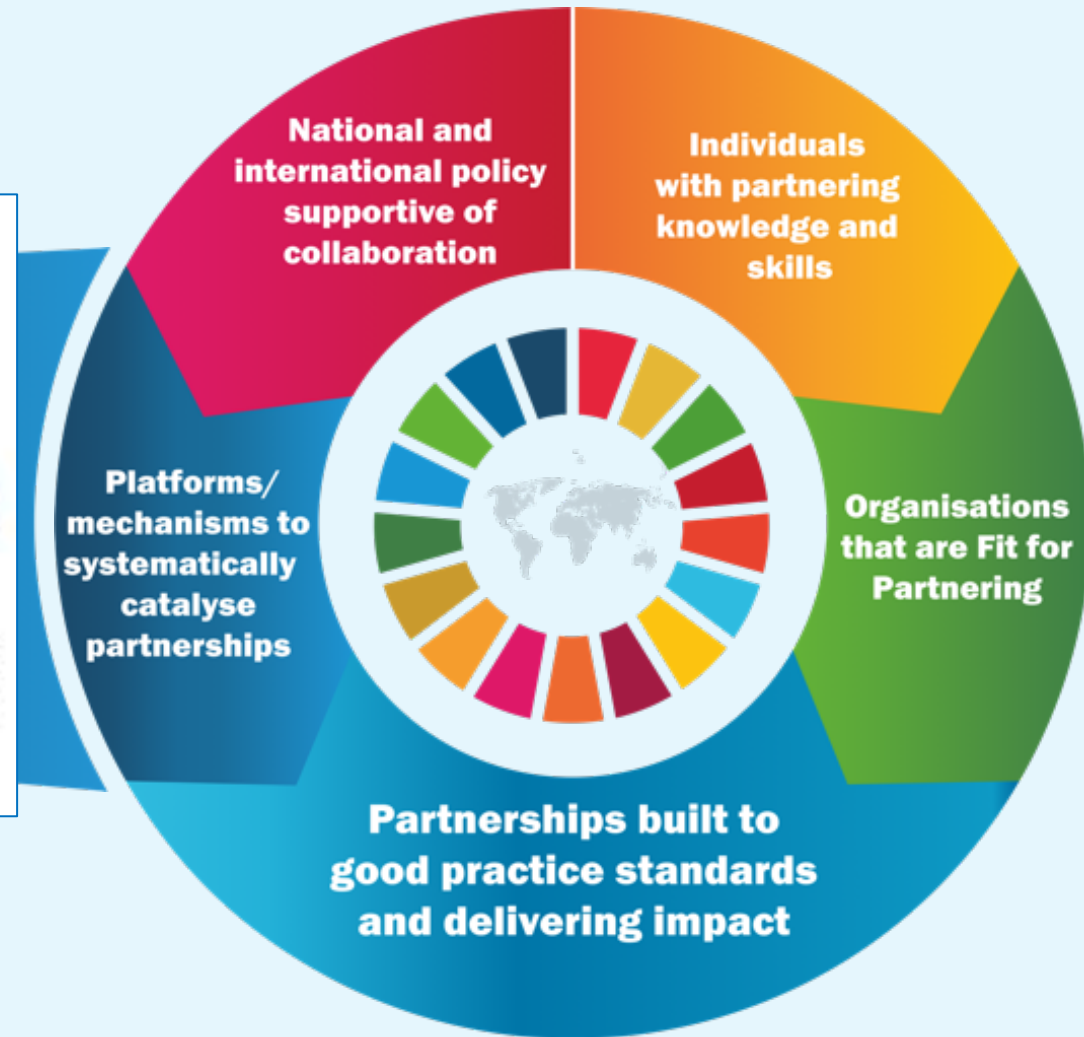 National and
international policy
supportive of
collaboration
Individuals
with partnering
knowledge and
skills
Platforms/
mechanisms to
systematically
catalyse
partnerships
Organisations
that are Fit for
Partnering
Partnerships built to
good practice standards
and delivering impact